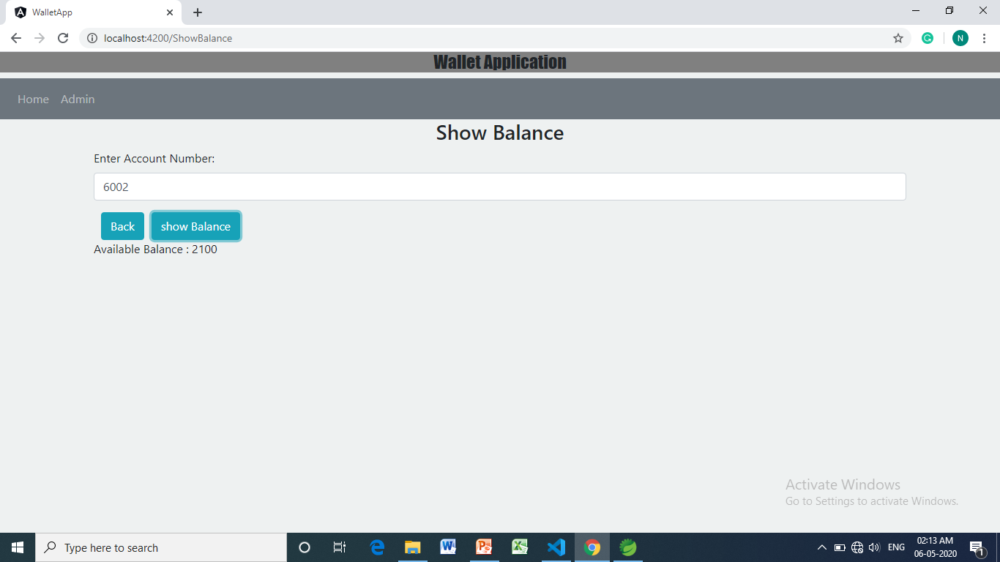 WalletApp
localhost:4200/ShowBalance
N
Wallet Application
Home Admin
Show Balance
Enter Account Number:
6002
Back show Balance
Available Balance : 2100
Activate Windows
Go to Settings to activate Windows.
Type here to search
ENG
02:13 AM
06-05-2020
1